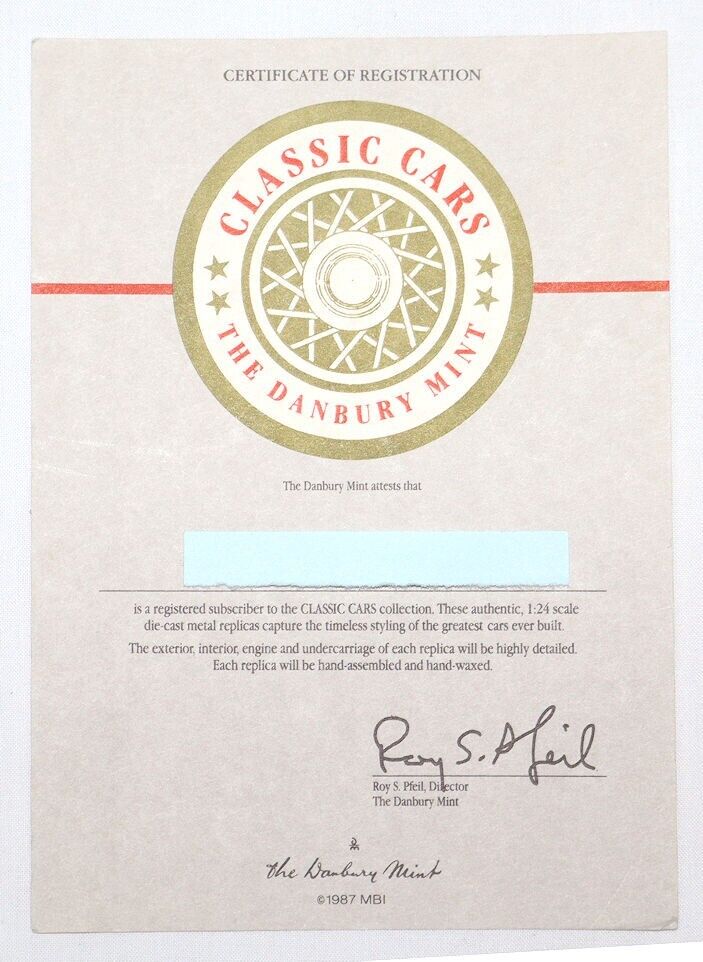 CERTIFICATE OF REGISTRATION
CLASSIC CARS
THE DANBURY MINT
The Danbury Mint attests that
is a registered subscriber to the CLASSIC CARS collection. These authentic, 1:24 scale
die-cast metal replicas capture the timeless styling of the greatest cars ever built.
The exterior, interior, engine and undercarriage of each replica will be highly detailed.
Each replica will be hand-assembled and hand-waxed.
Roy S. Pfeil
Roy S. Pfeil, Director
The Danbury Mint
The Danbury Mint
©1987 MBI